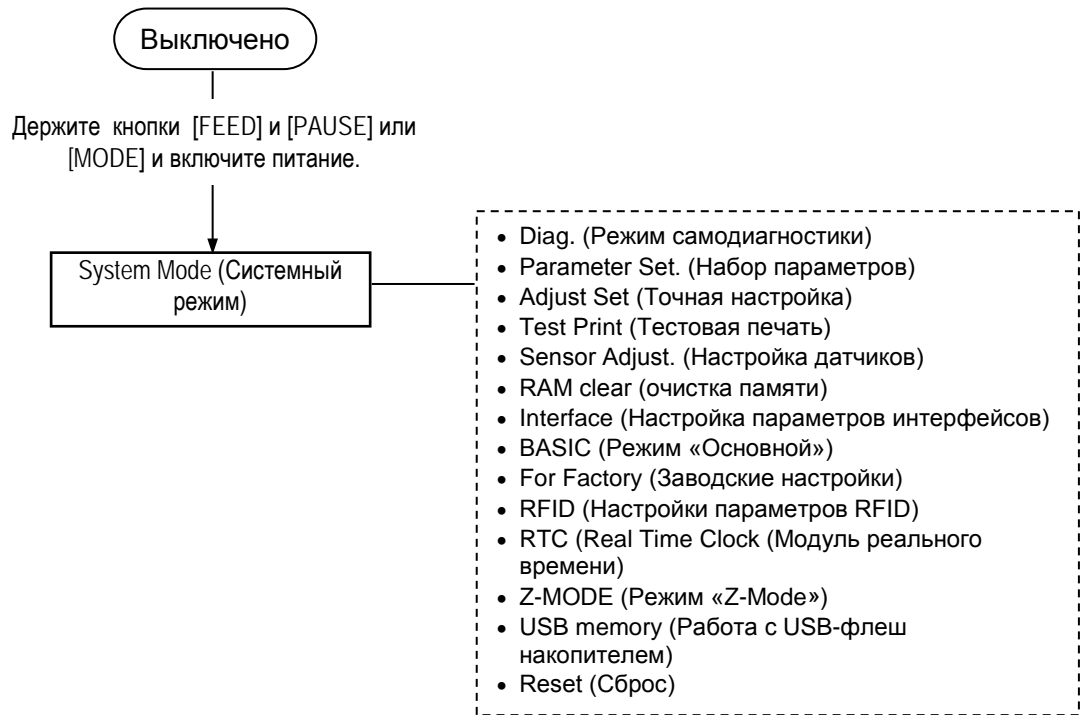 Выключено
Держите кнопки [FEED] и [PAUSE] или
[MODE] и включите питание.
System Mode (Системный
режим)
• Diag. (Режим самодиагностики)
• Parameter Set. (Набор параметров)
• Adjust Set (Точная настройка)
• Test Print (Тестовая печать)
• Sensor Adjust. (Настройка датчиков)
• RAM clear (очистка памяти)
• Interface (Настройка параметров интерфейсов)
• BASIC (Режим «Основной»)
• For Factory (Заводские настройки)
• RFID (Настройки параметров RFID)
• RTC (Real Time Clock (Модуль реального
времени)
• Z-MODE (Режим «Z-Mode»)
• USB memory (Работа с USB-флеш
накопителем)
• Reset (Сброс)